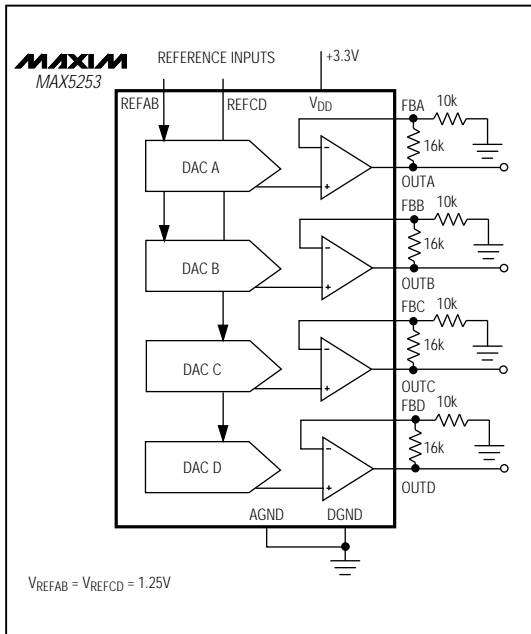 MAXIM
MAX5253
REFERENCE INPUTS
+3.3V
REFAB
REFCD
VDD
FBA
10k
16k
DAC A
OUTA
FBB
10k
16k
DAC B
OUTB
FBC
10k
16k
DAC C
OUTC
FBD
10k
16k
DAC D
OUTD
AGND
DGND
VREFAB = VREFCD = 1.25V